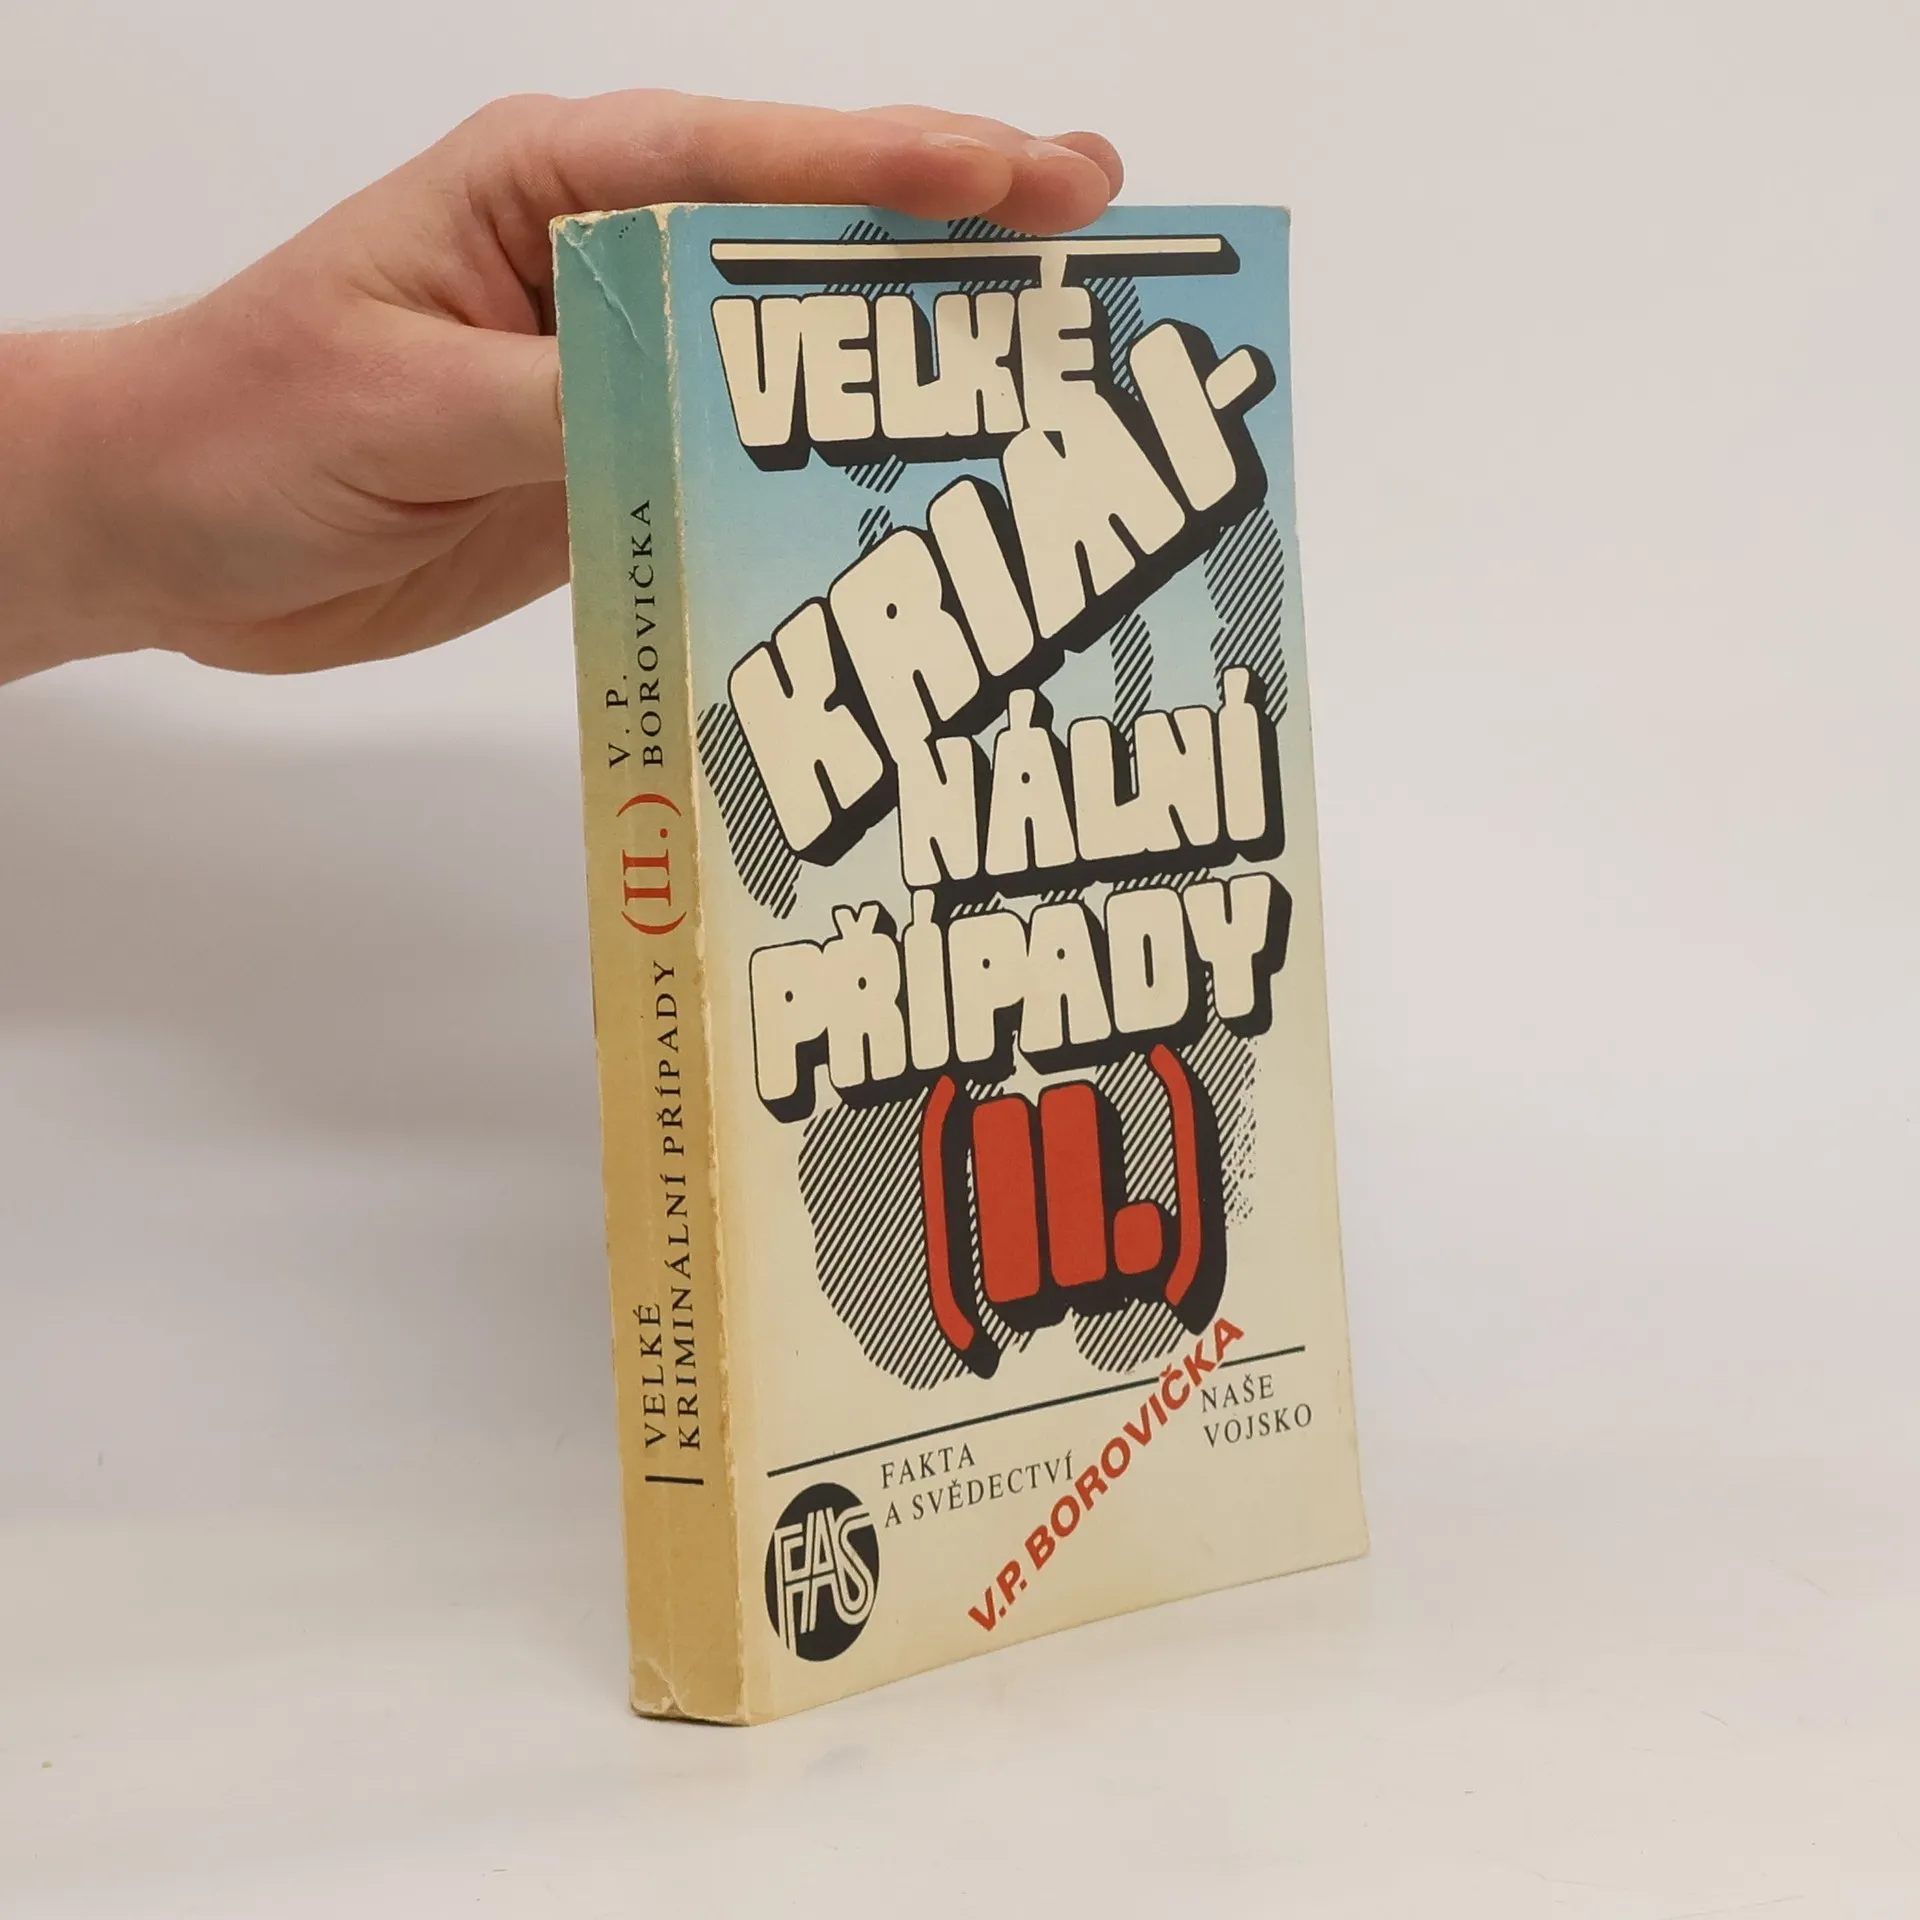 VELKÉ
KRIMI-
NÁLNÍ
PŘÍPADY
(II.)
FAKTA
A SVĚDECTVÍ
V.P. BOROVIČKA
NAŠE
VOJSKO
FAS
VELKÉ
KRIMINÁLNÍ PŘÍPADY (II.)
V. P.
BOROVIČKA